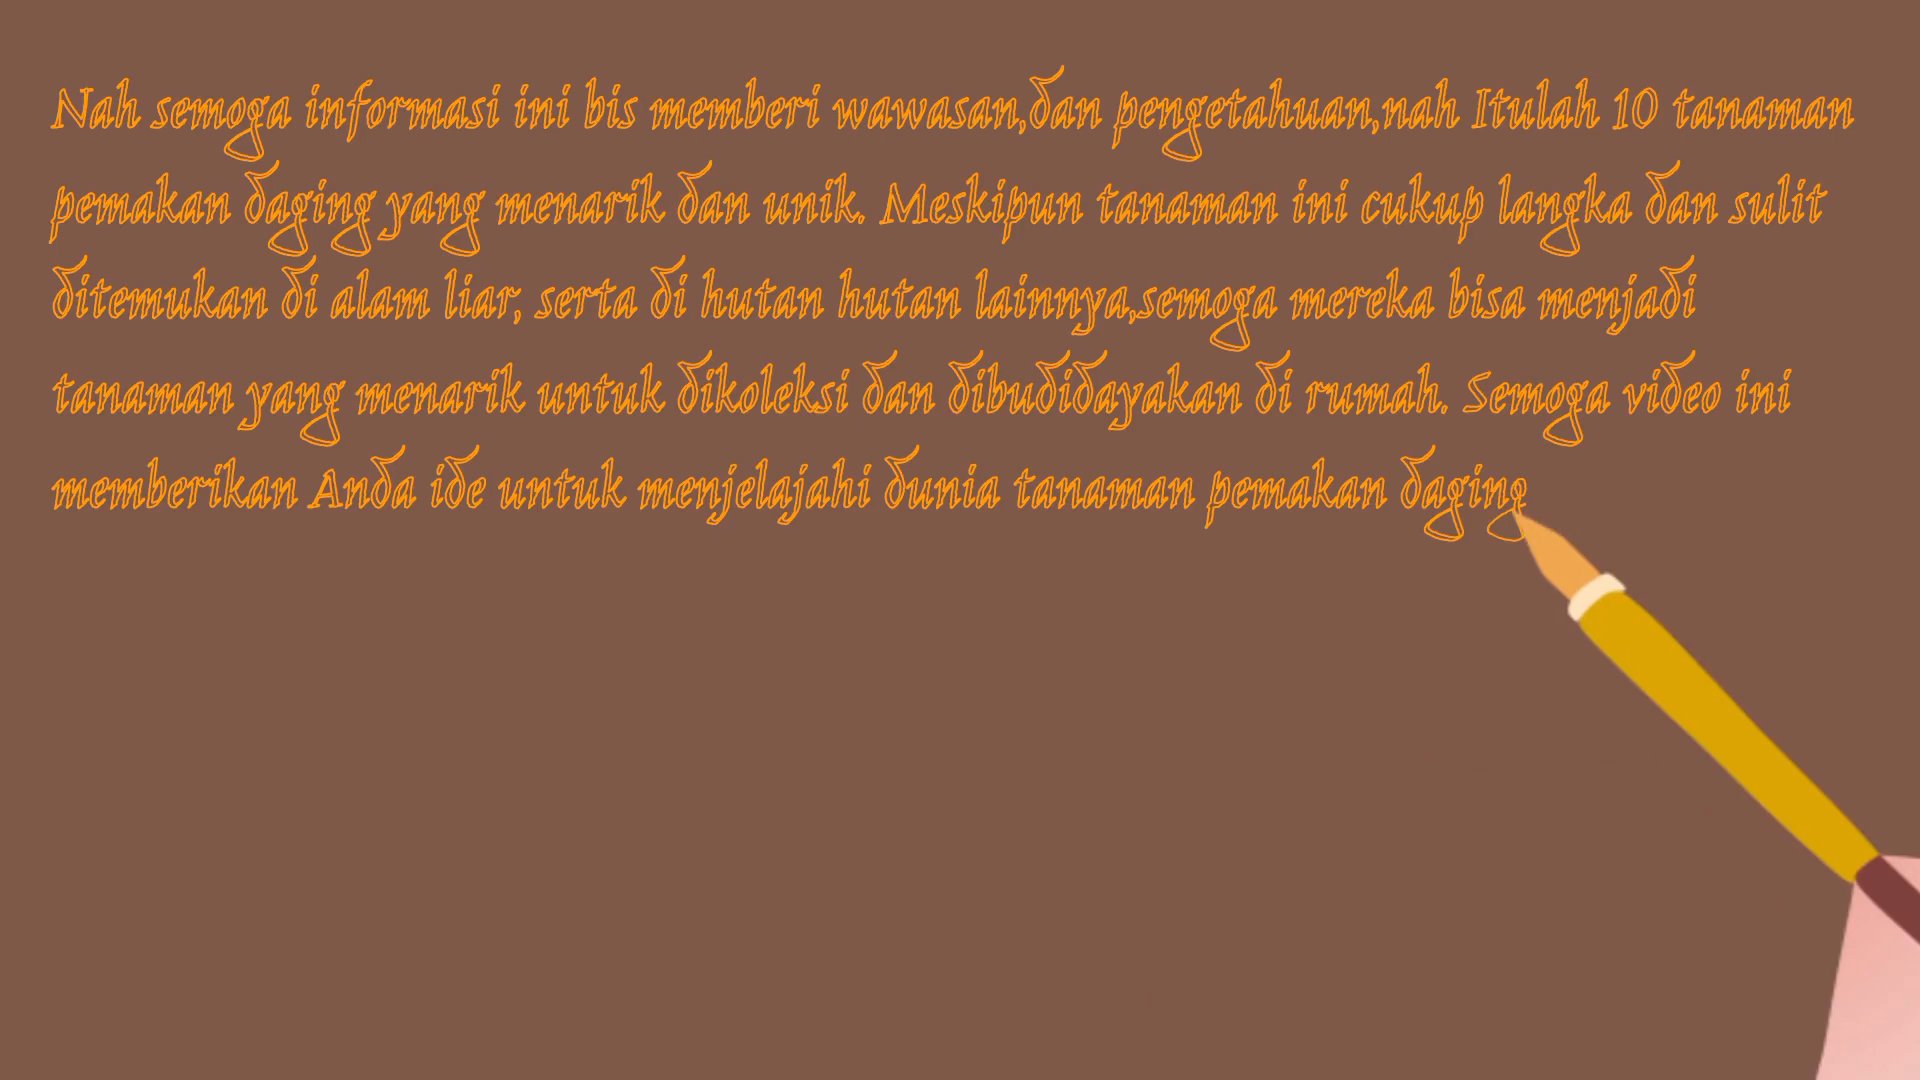 Nah semoga informasi ini bis memberi wawasan,dan pengetahuan,nah Itulah 10 tanaman
pemakan daging yang menarik dan unik. Meskipun tanaman ini cukup langka dan sulit
ditemukan di alam liar, serta di hutan hutan lainnya,semoga mereka bisa menjadi
tanaman yang menarik untuk dikoleksi dan dibudidayakan di rumah. Semoga video ini
memberikan Anda ide untuk menjelajahi dunia tanaman pemakan daging